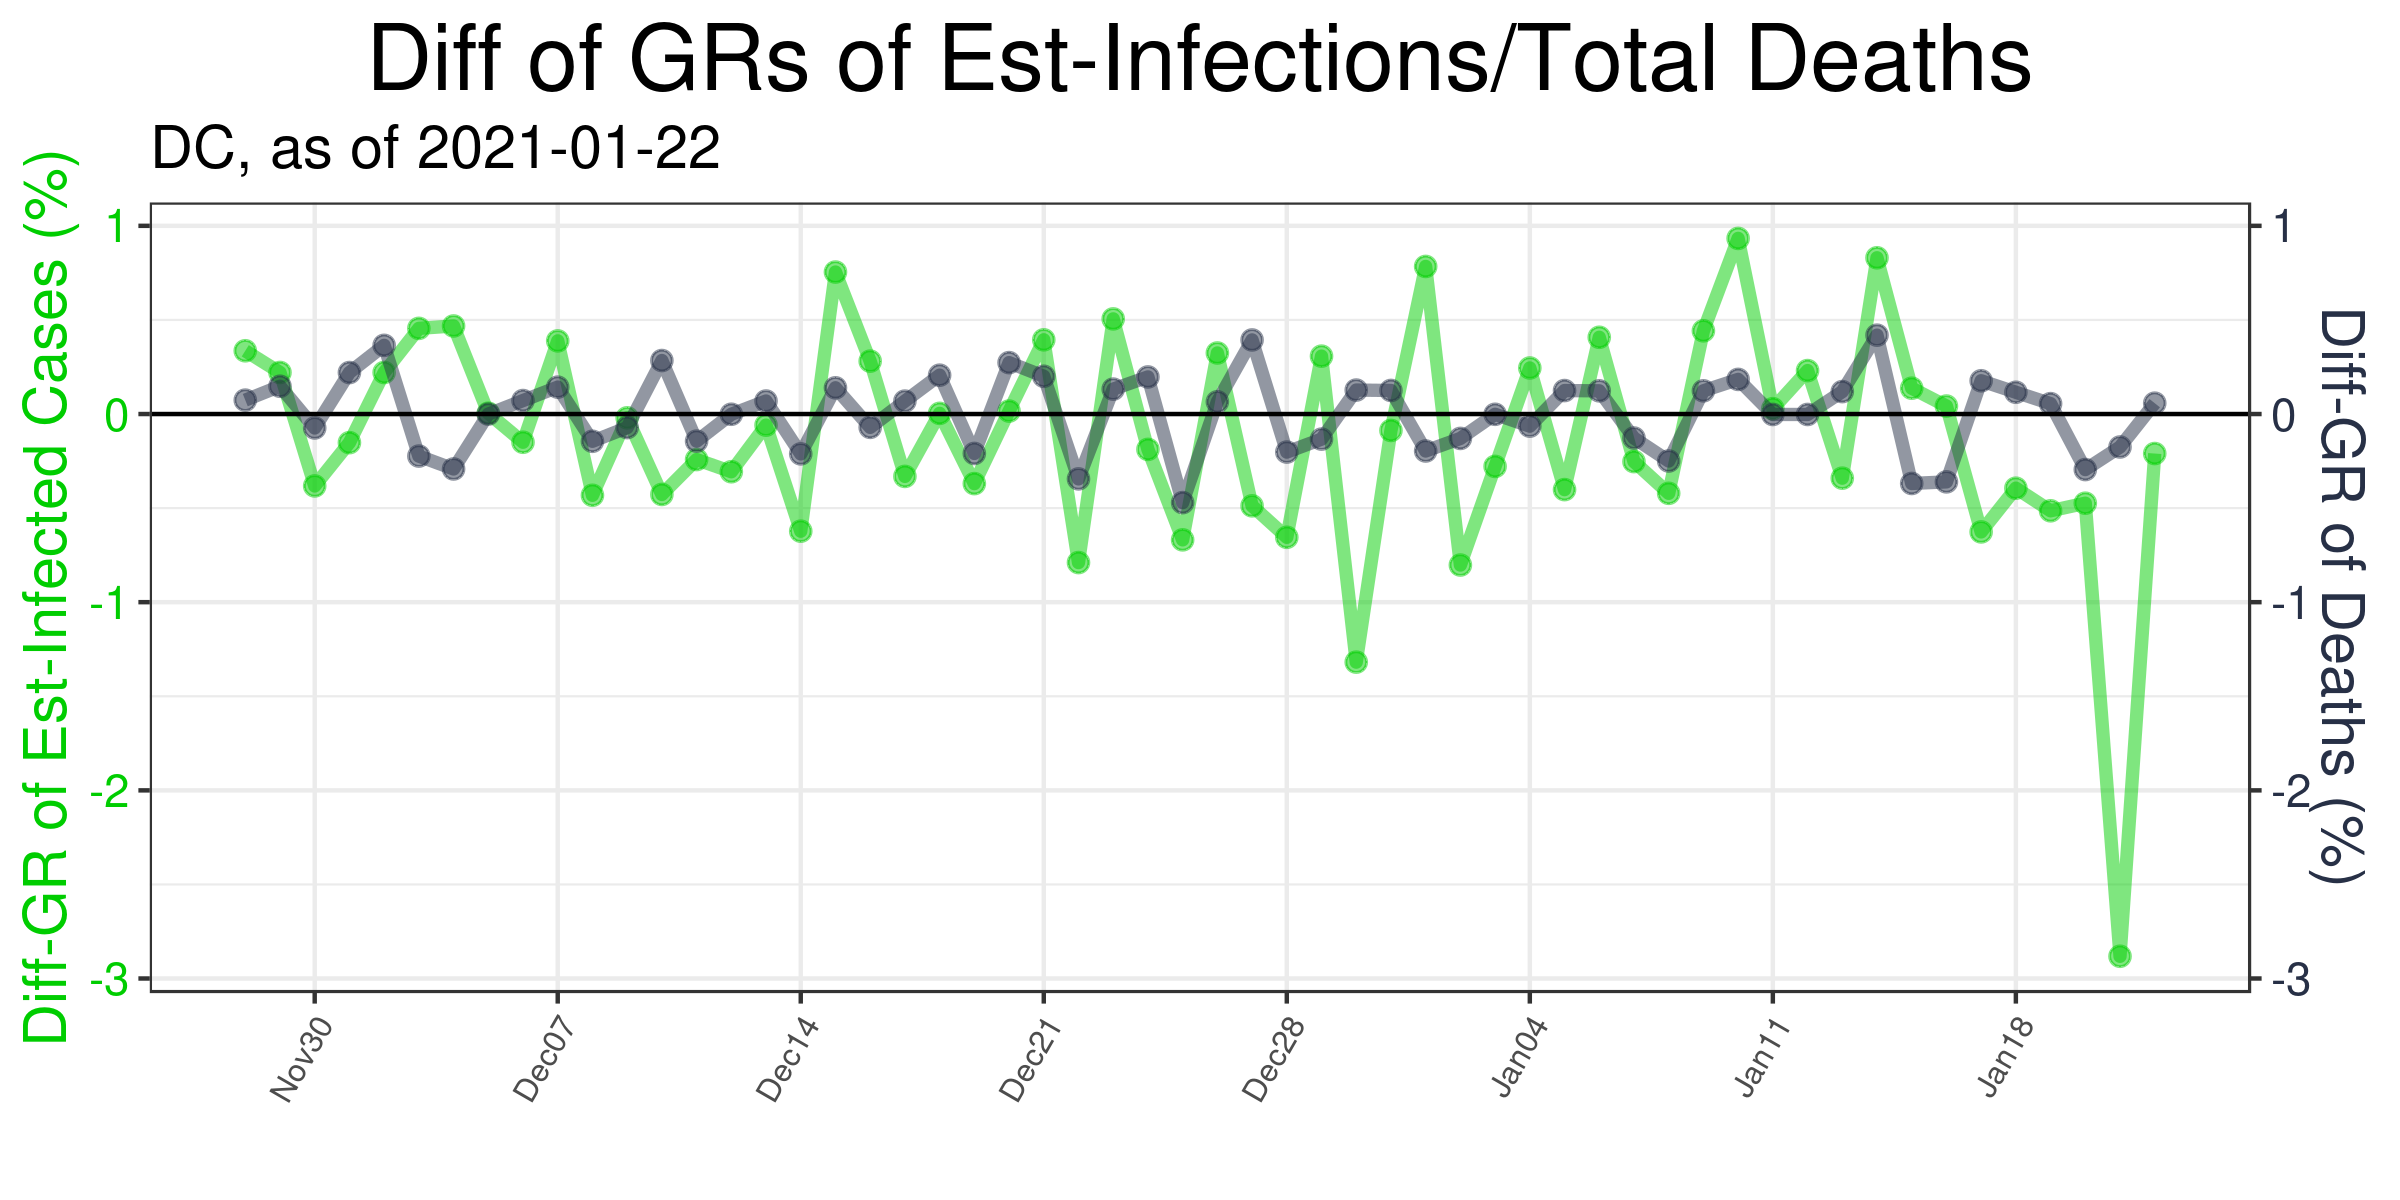 Diff of GRs of Est-Infections/Total Deaths
DC, as of 2021-01-22
Diff-GR of Est-Infected Cases (%)
1
0
-1
-2
-3
1
0
-1
-2
-3
Diff-GR of Deaths (%)
Nov30
Dec07
Dec14
Dec21
Dec28
Jan04
Jan11
Jan18